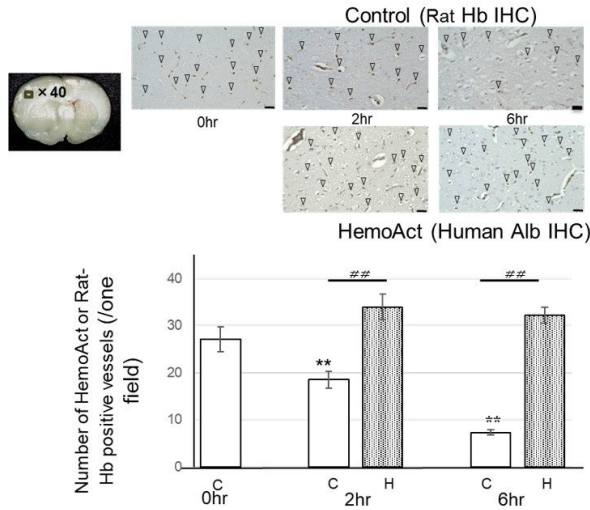 Control (Rat Hb IHC)
× 40
0hr
2hr
6hr
HemoAct (Human Alb IHC)
Number of HemoAct or Rat-
Hb positive vessels (/one
field)
40
30
20
10
0
##
##
**
**
C
C
H
C
H
0hr
2hr
6hr